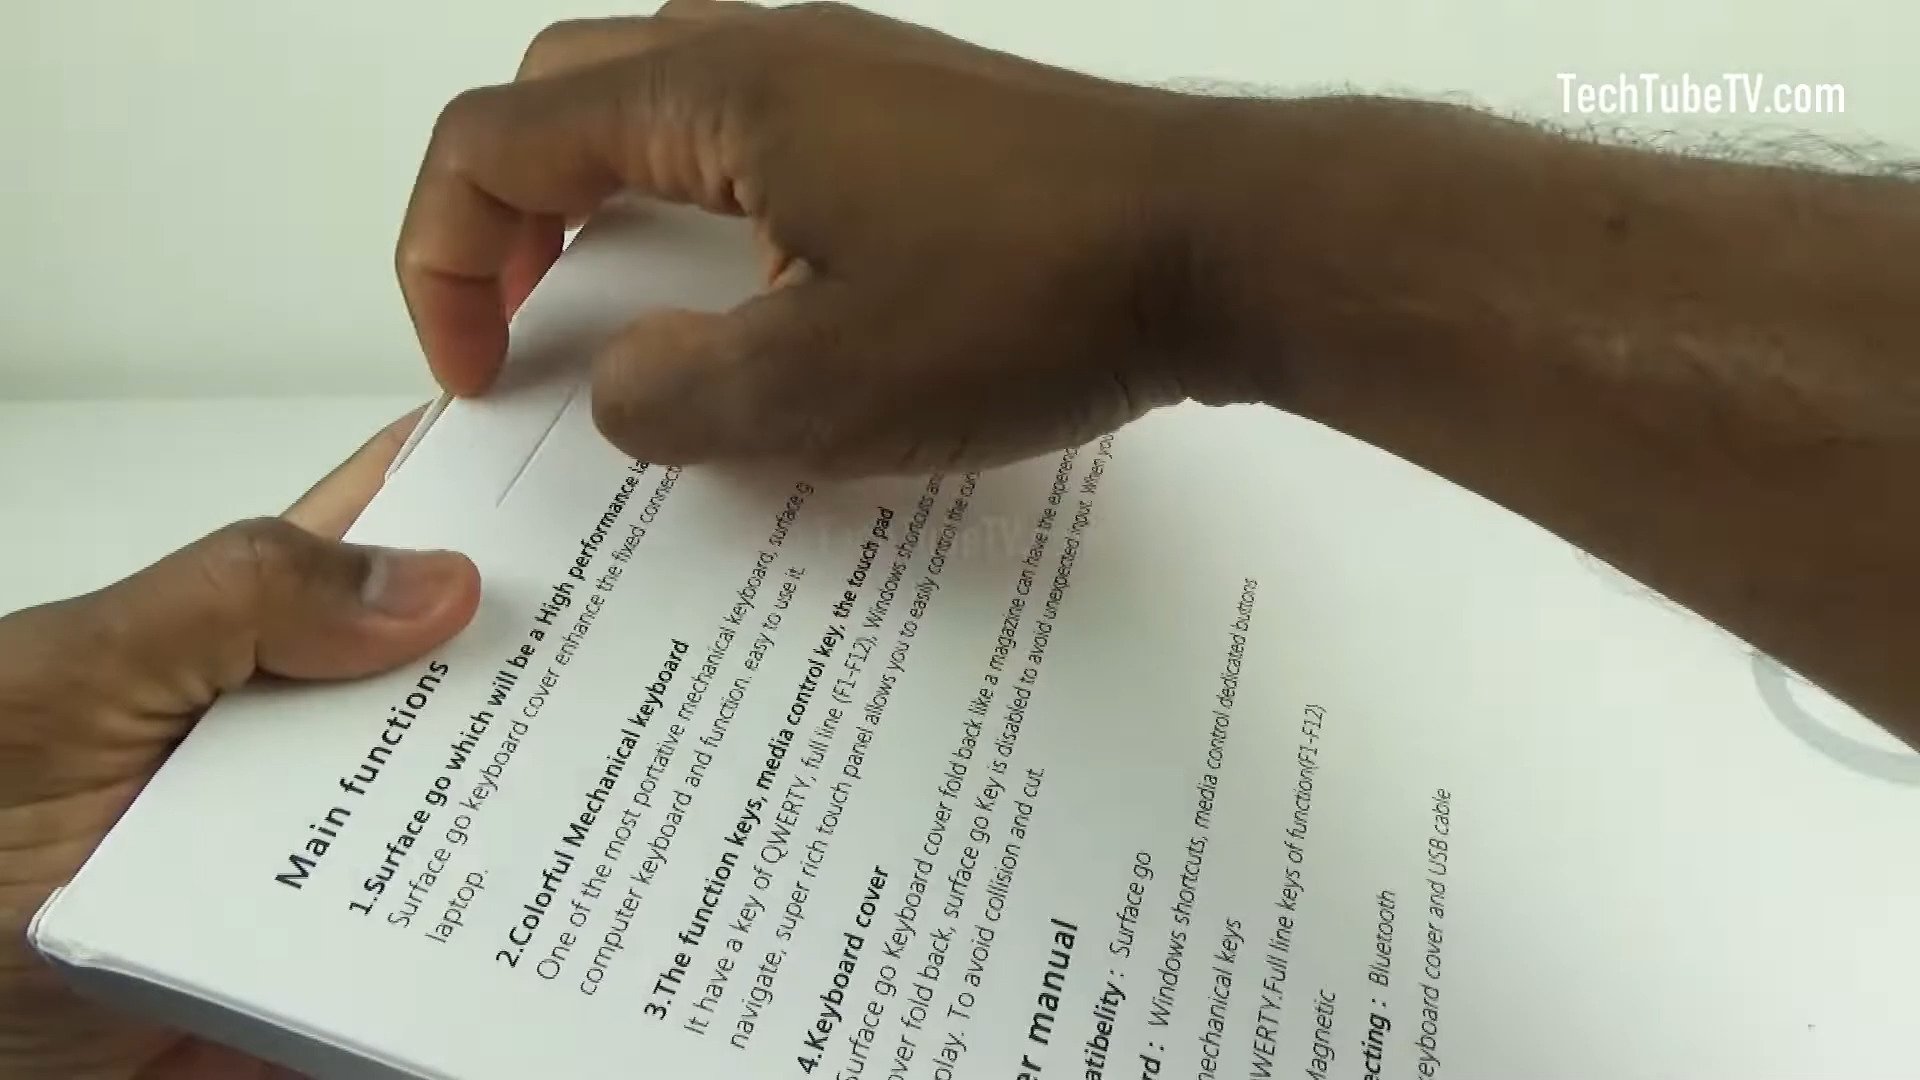 TechTubeTV.com
Main functions
1.Surface go which will be a High performance
Surface go keyboard cover enhance the fixed
laptop.
2.Colorful Mechanical keyboard
One of the most portative mechanical keyboard, surface
computer keyboard and function. easy to use it.
3.The function keys, media control key, the touch pad
It have a key of QWERTY, full line (F1-F12), Windows shortcuts
navigate, super rich touch panel allows you to easily control the
4.Keyboard cover
Surface go Keyboard cover fold back like a magazine can have the
over fold back, surface go Key is disabled to avoid unexpected input. When you
play. To avoid collision and cut.
er manual
atibelity : Surface go
rd : Windows shortcuts, media control dedicated buttons
mechanical keys
WERTY.Full line keys of function(F1-F12)
Magnetic
ecting : Bluetooth
keyboard cover and USB cable